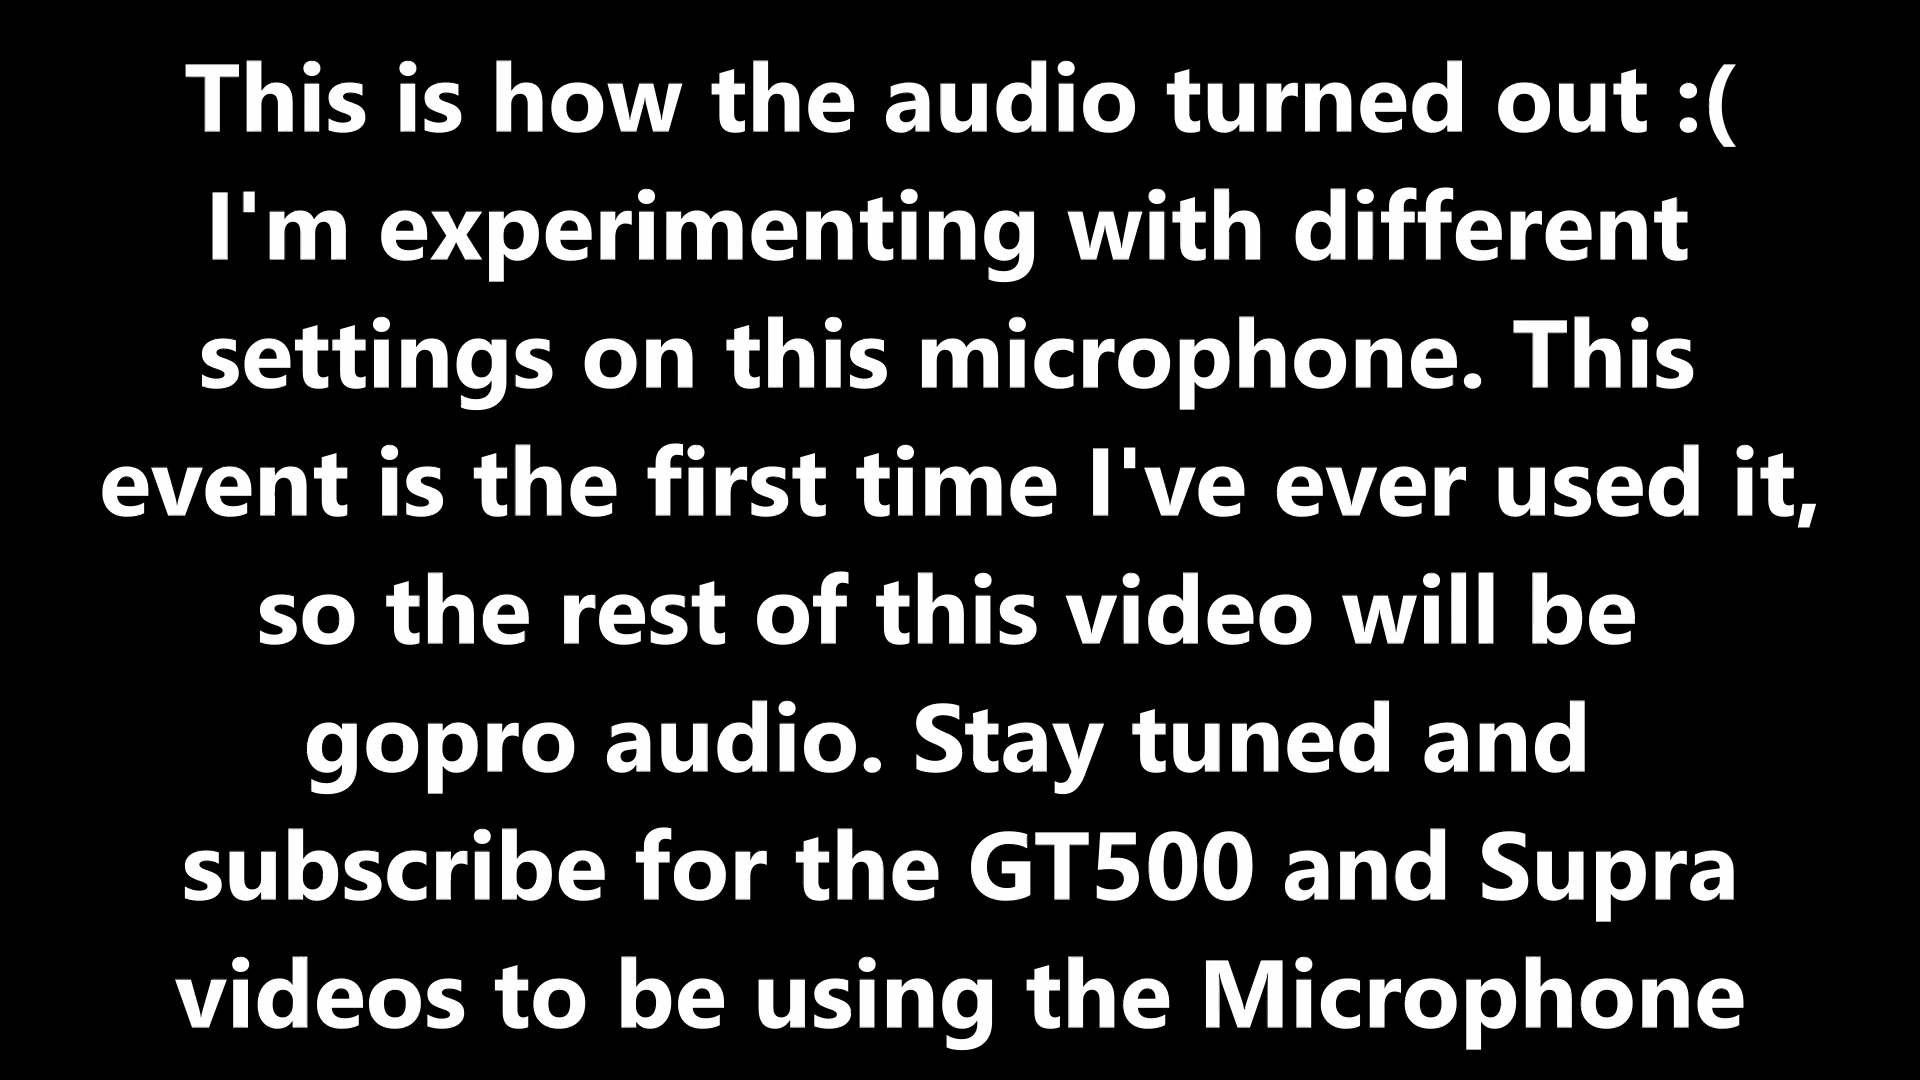 This is how the audio turned out :(
I'm experimenting with different
settings on this microphone. This
event is the first time I've ever used it,
so the rest of this video will be
gopro audio. Stay tuned and
subscribe for the GT500 and Supra
videos to be using the Microphone